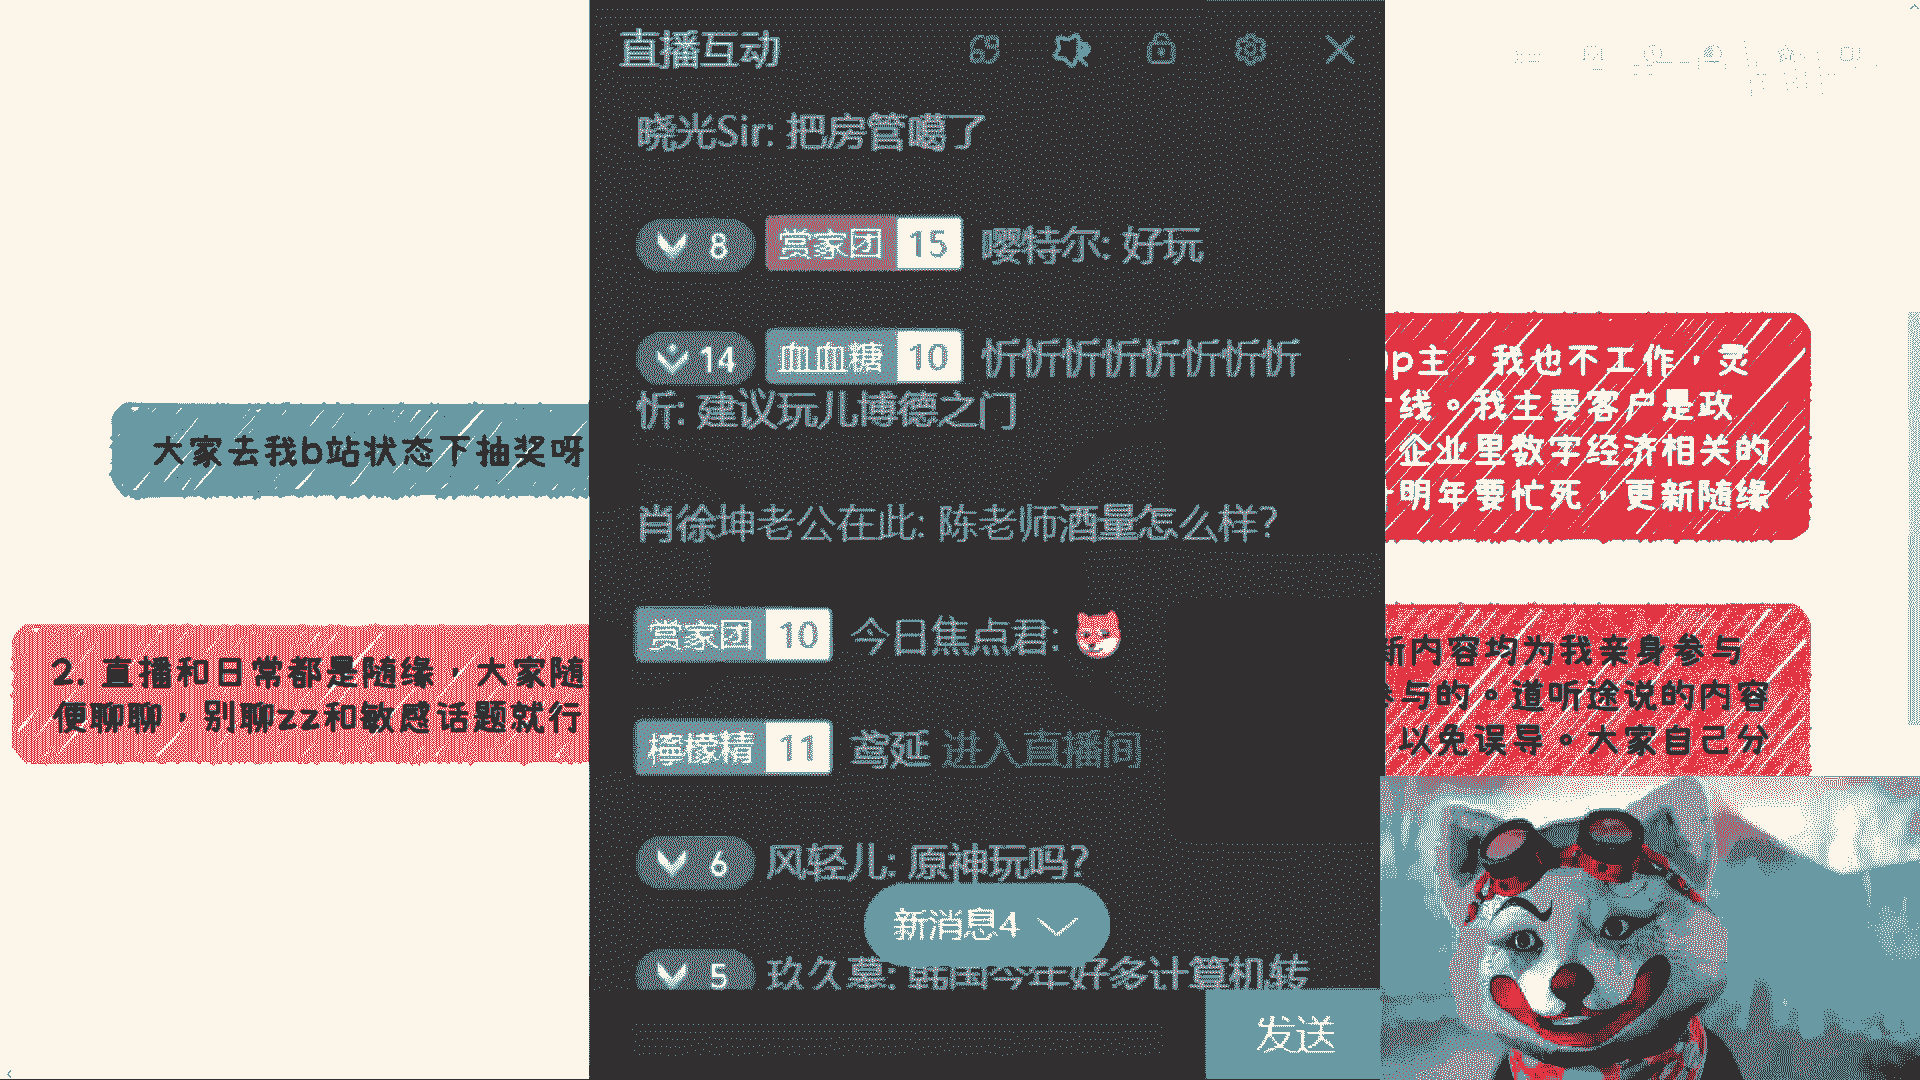 直播互动
晓光Sir: 把房管噶了
8 赏家团 15 嘤特尔: 好玩
14 血血糖 10 忻忻忻忻忻忻忻忻
忻: 建议玩儿博德之门
肖徐坤老公在此: 陈老师酒量怎么样?
赏家团 10 今日焦点君:
檸檬精 11 鸢延 进入直播间
6 风轻儿: 原神玩吗?
新消息4
5 玖久墓: 韩国今年好多计算机转
发送
大家去我b站状态下抽奖呀
2. 直播和日常都是随缘，大家随
便聊聊，别聊zz和敏感话题就行
p主，我也不工作，灵
线。我主要客户是政
企业里数字经济相关的
明年要忙死，更新随缘
新内容均为我亲身参与
参与的。道听途说的内容
以免误导。大家自己分